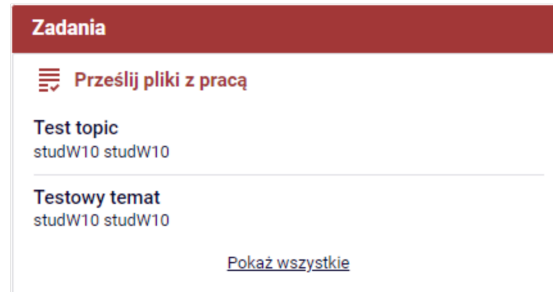 Zadania
Prześlij pliki z pracą
Test topic
studW10 studW10
Testowy temat
studW10 studW10
Pokaż wszystkie